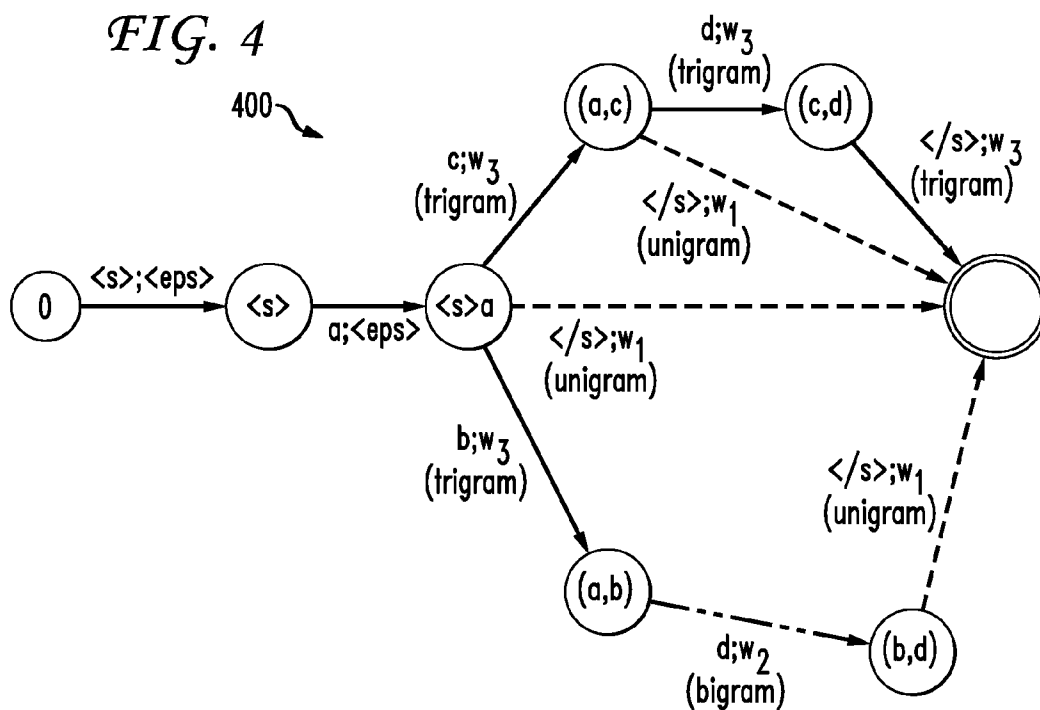 FIG. 4
400
d;w3
(trigram)
(a,c)
(c,d)
c;w3
(trigram)
</s>;w3
(trigram)
</s>;w1
(unigram)
<s>;<eps>
0
<s>
a;<eps>
<s>a
</s>;w1
(unigram)
b;w3
(trigram)
</s>;w1
(unigram)
(a,b)
d;w2
(bigram)
(b,d)